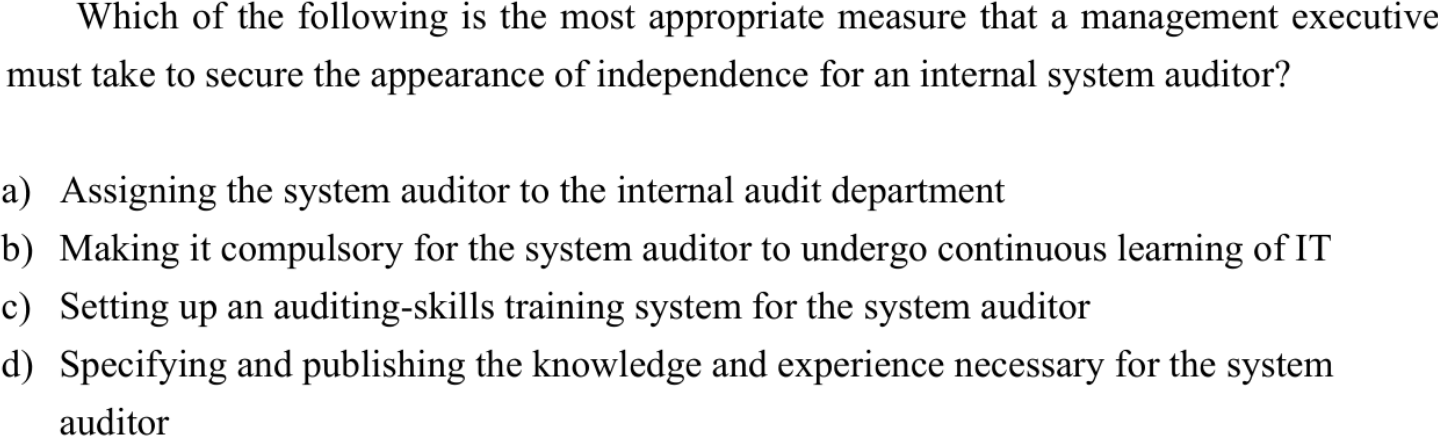 Which of the following is the most appropriate measure that a management executive
must take to secure the appearance of independence for an internal system auditor?
a) Assigning the system auditor to the internal audit department
b) Making it compulsory for the system auditor to undergo continuous learning of IT
c) Setting up an auditing-skills training system for the system auditor
d) Specifying and publishing the knowledge and experience necessary for the system
auditor